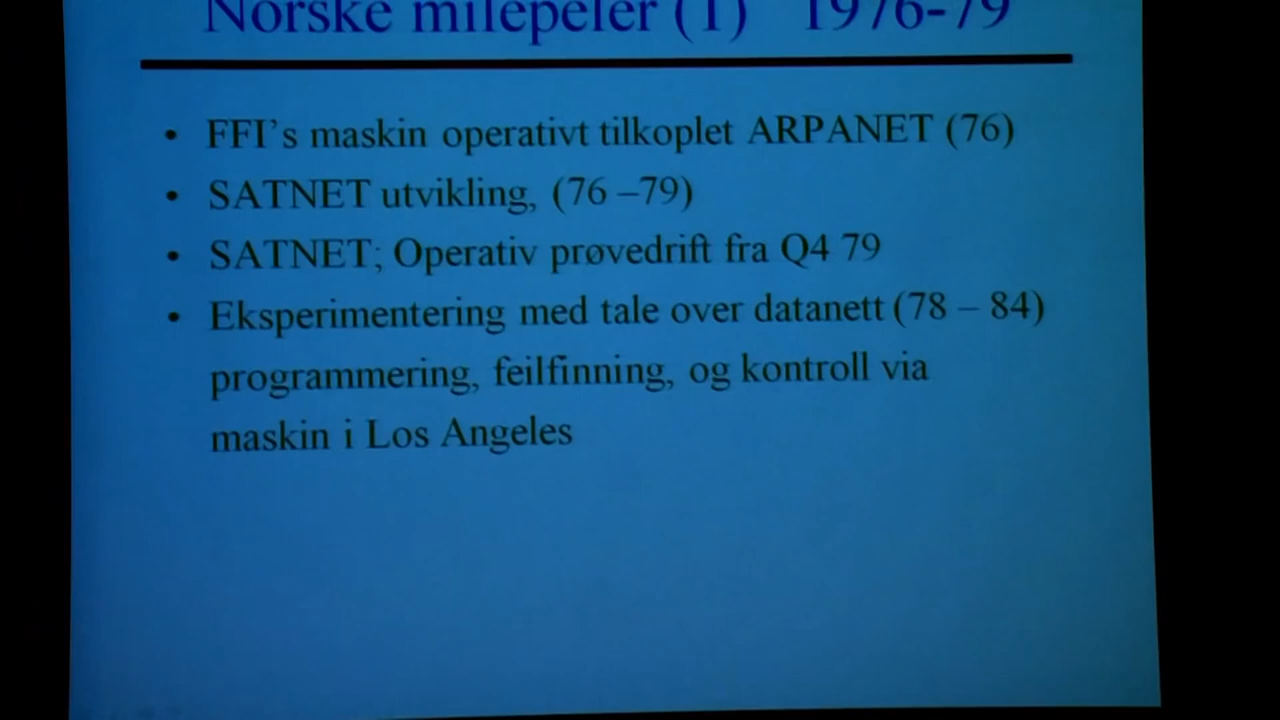 Norske milepeler (1) 1976-79
• FFI's maskin operativt tilkoplet ARPANET (76)
• SATNET utvikling, (76 –79)
• SATNET; Operativ prøvedrift fra Q4 79
• Eksperimentering med tale over datanett (78 – 84)
programmering, feilfinning, og kontroll via
maskin i Los Angeles